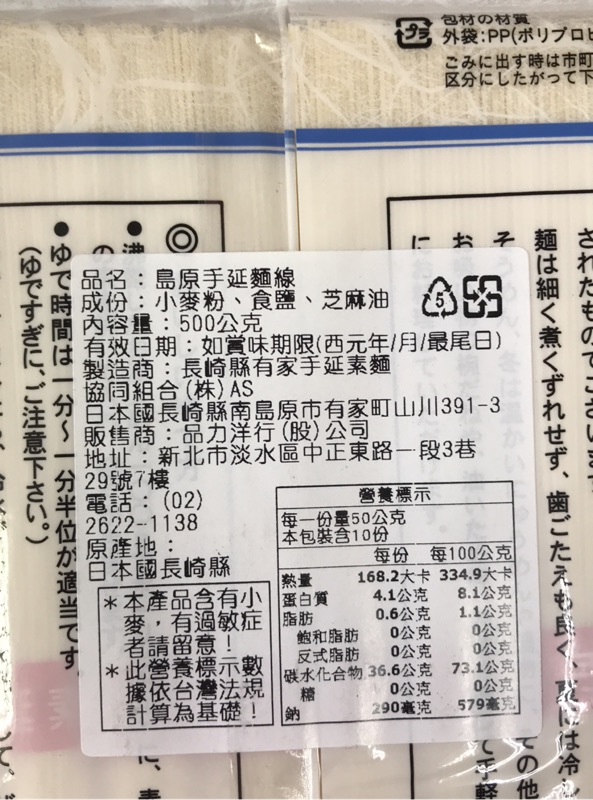 包材の材質
プラ
外袋:PP(ポリプロピ
ごみに出す時は市町
区分にしたがって下
されたものでございます
麺は細く煮くずれせず、歯ごたえも良く、夏には冷し
◎
●
●ゆで時間は一分〜一分半位が適当です
(ゆですぎに、ご注意下さい。)
品名：島原手延麵線
成份：小麥粉、食鹽、芝麻油
5
內容量：500公克
有效日期：如賞味期限(西元年/月/最尾日)
製造商：長崎縣有家手延素麵
協同組合(株)AS
日本國長崎縣南島原市有家町山川391-3
販售商：品力洋行(股)公司
地址：新北市淡水區中正東路一段3巷
29號7樓
電話：(02)
2622-1138
原產地：
日本國長崎縣
＊本產品含有小
麥，有過敏症
者請留意！
＊此營養標示數
據依台灣法規
計算為基礎！
營養標示
每一份量50公克
本包裝含10份
每份 每100公克
熱量 168.2大卡 334.9大卡
蛋白質 4.1公克 8.1公克
脂肪 0.6公克 1.1公克
飽和脂肪 0公克 0公克
反式脂肪 0公克 0公克
碳水化合物 36.6公克 73.1公克
糖 0公克 0公克
鈉 290毫克 579毫克
その他
て手軽